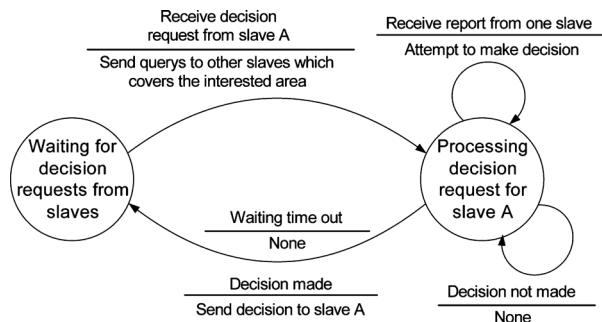 Receive decision
request from slave A
Send querys to other slaves which
covers the interested area
Receive report from one slave
Attempt to make decision
Waiting for
decision
requests from
slaves
Processing
decision
request for
slave A
Waiting time out
None
Decision made
Send decision to slave A
Decision not made
None